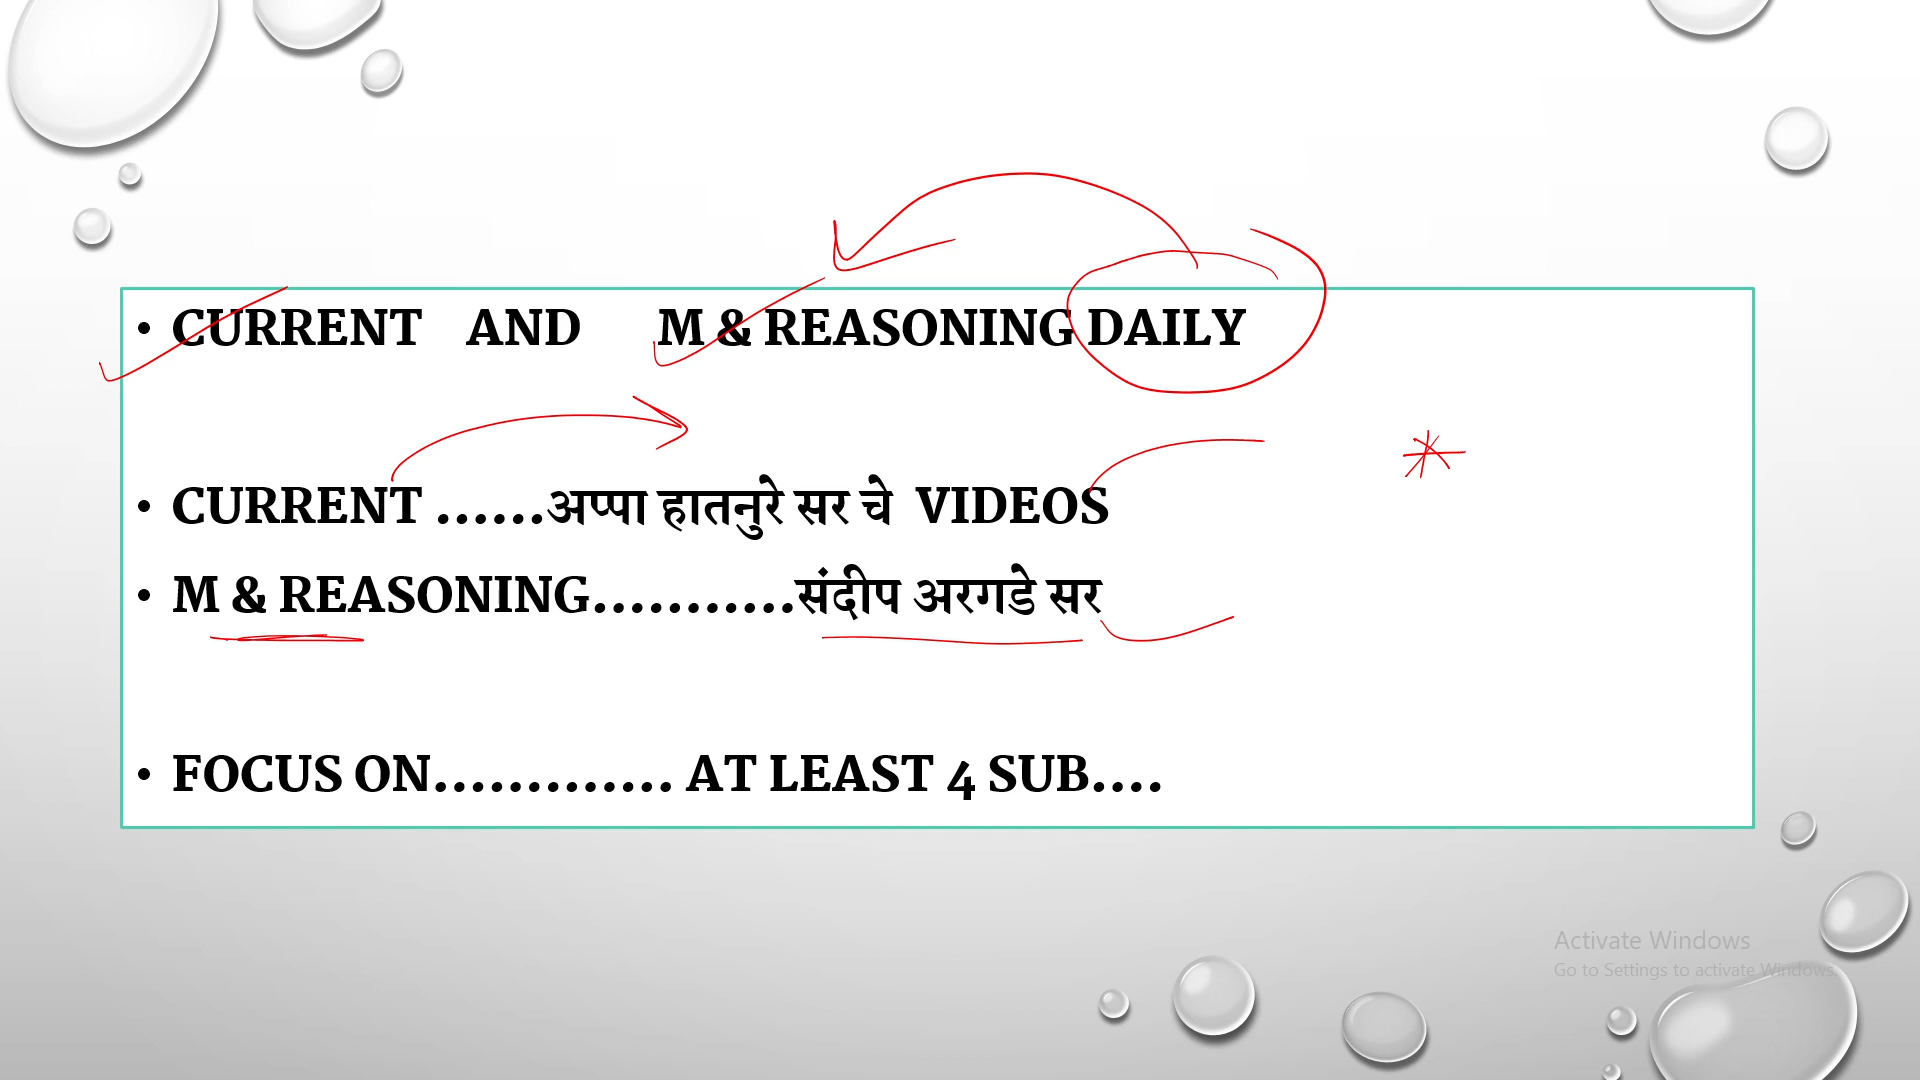 • CURRENT AND M & REASONING DAILY
• CURRENT ......अप्पा हातनुरे सर चे VIDEOS
• M & REASONING...........संदीप अरगडे सर
• FOCUS ON............. AT LEAST 4 SUB....
Activate Windows
Go to Settings to activate Windows.